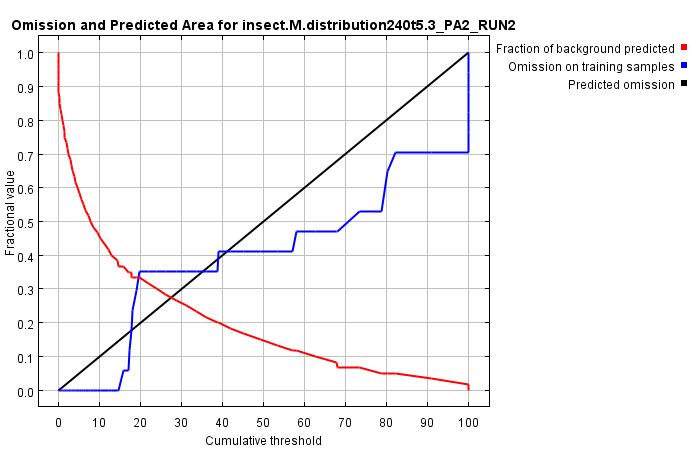 Omission and Predicted Area for insect.M.distribution240t5.3_PA2_RUN2
Fraction of background predicted
Omission on training samples
Predicted omission
Fractional value
1.0
0.9
0.8
0.7
0.6
0.5
0.4
0.3
0.2
0.1
0.0
0 10 20 30 40 50 60 70 80 90 100
Cumulative threshold